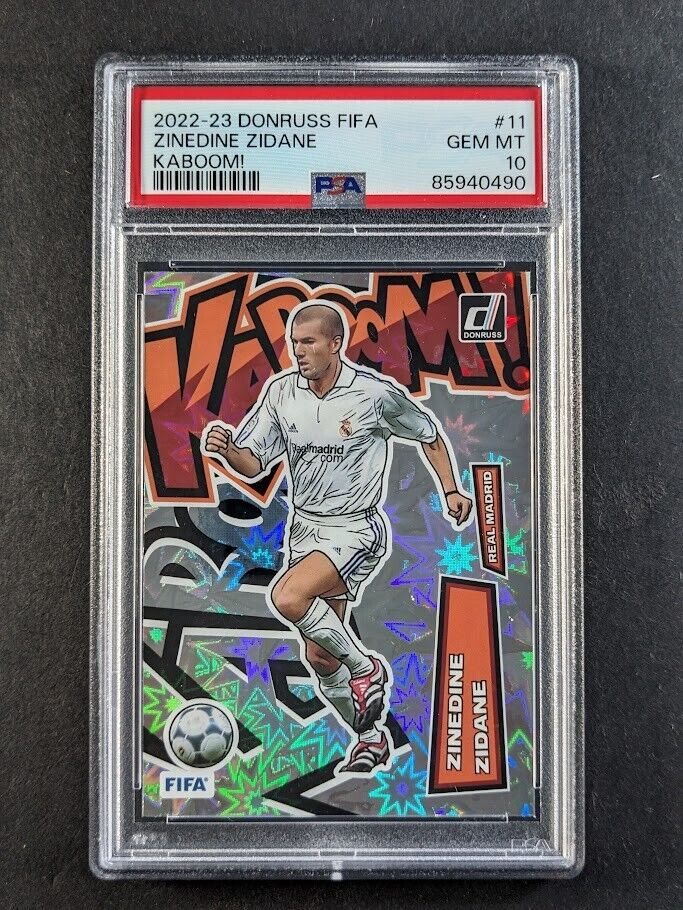 2022-23 DONRUSS FIFA #11
ZINEDINE ZIDANE GEM MT
KABOOM! 10
PSA 85940490
KABOOM!
DONRUSS
Realmadrid
.com
REAL MADRID
ZINEDINE
ZIDANE
FIFA
PSA